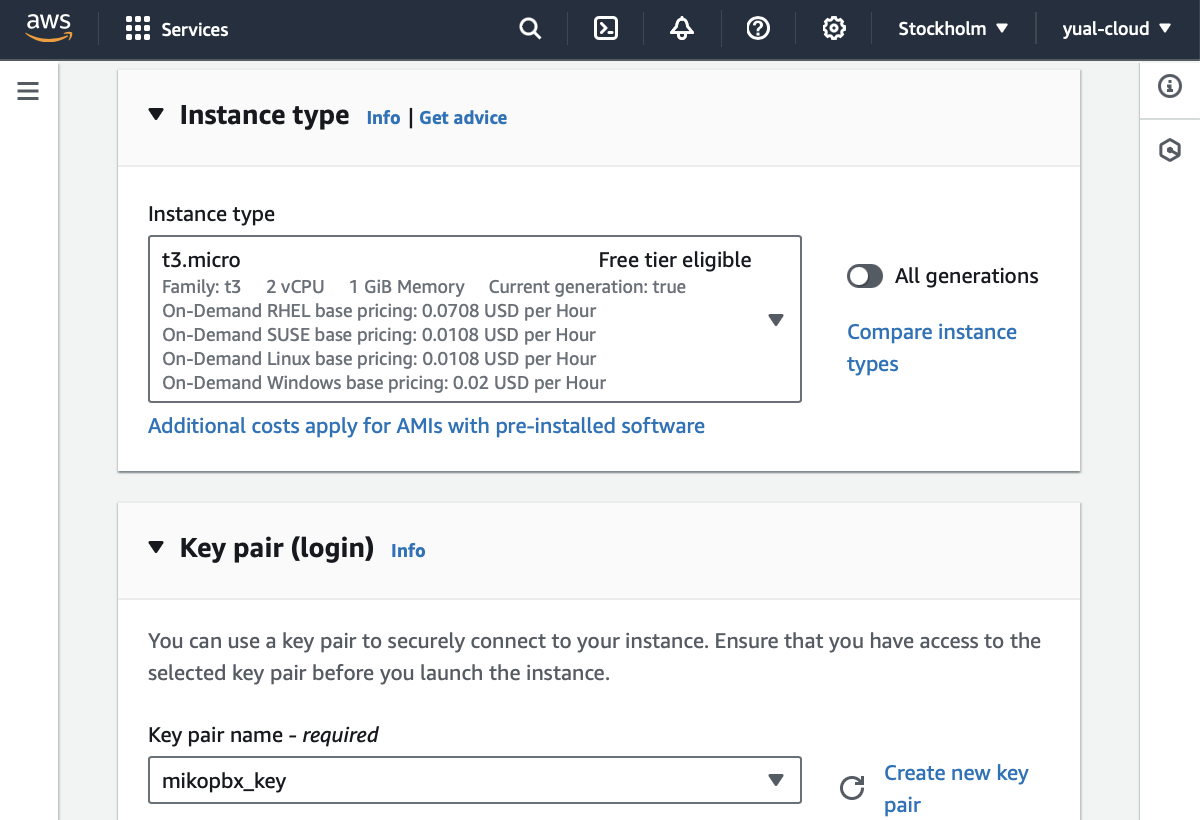 aws Services Stockholm yual-cloud
Instance type Info | Get advice
Instance type
t3.micro Free tier eligible
Family: t3 2 vCPU 1 GiB Memory Current generation: true
On-Demand RHEL base pricing: 0.0708 USD per Hour
On-Demand SUSE base pricing: 0.0108 USD per Hour
On-Demand Linux base pricing: 0.0108 USD per Hour
On-Demand Windows base pricing: 0.02 USD per Hour
All generations
Compare instance
types
Additional costs apply for AMIs with pre-installed software
Key pair (login) Info
You can use a key pair to securely connect to your instance. Ensure that you have access to the
selected key pair before you launch the instance.
Key pair name - required
mikopbx_key
Create new key
pair